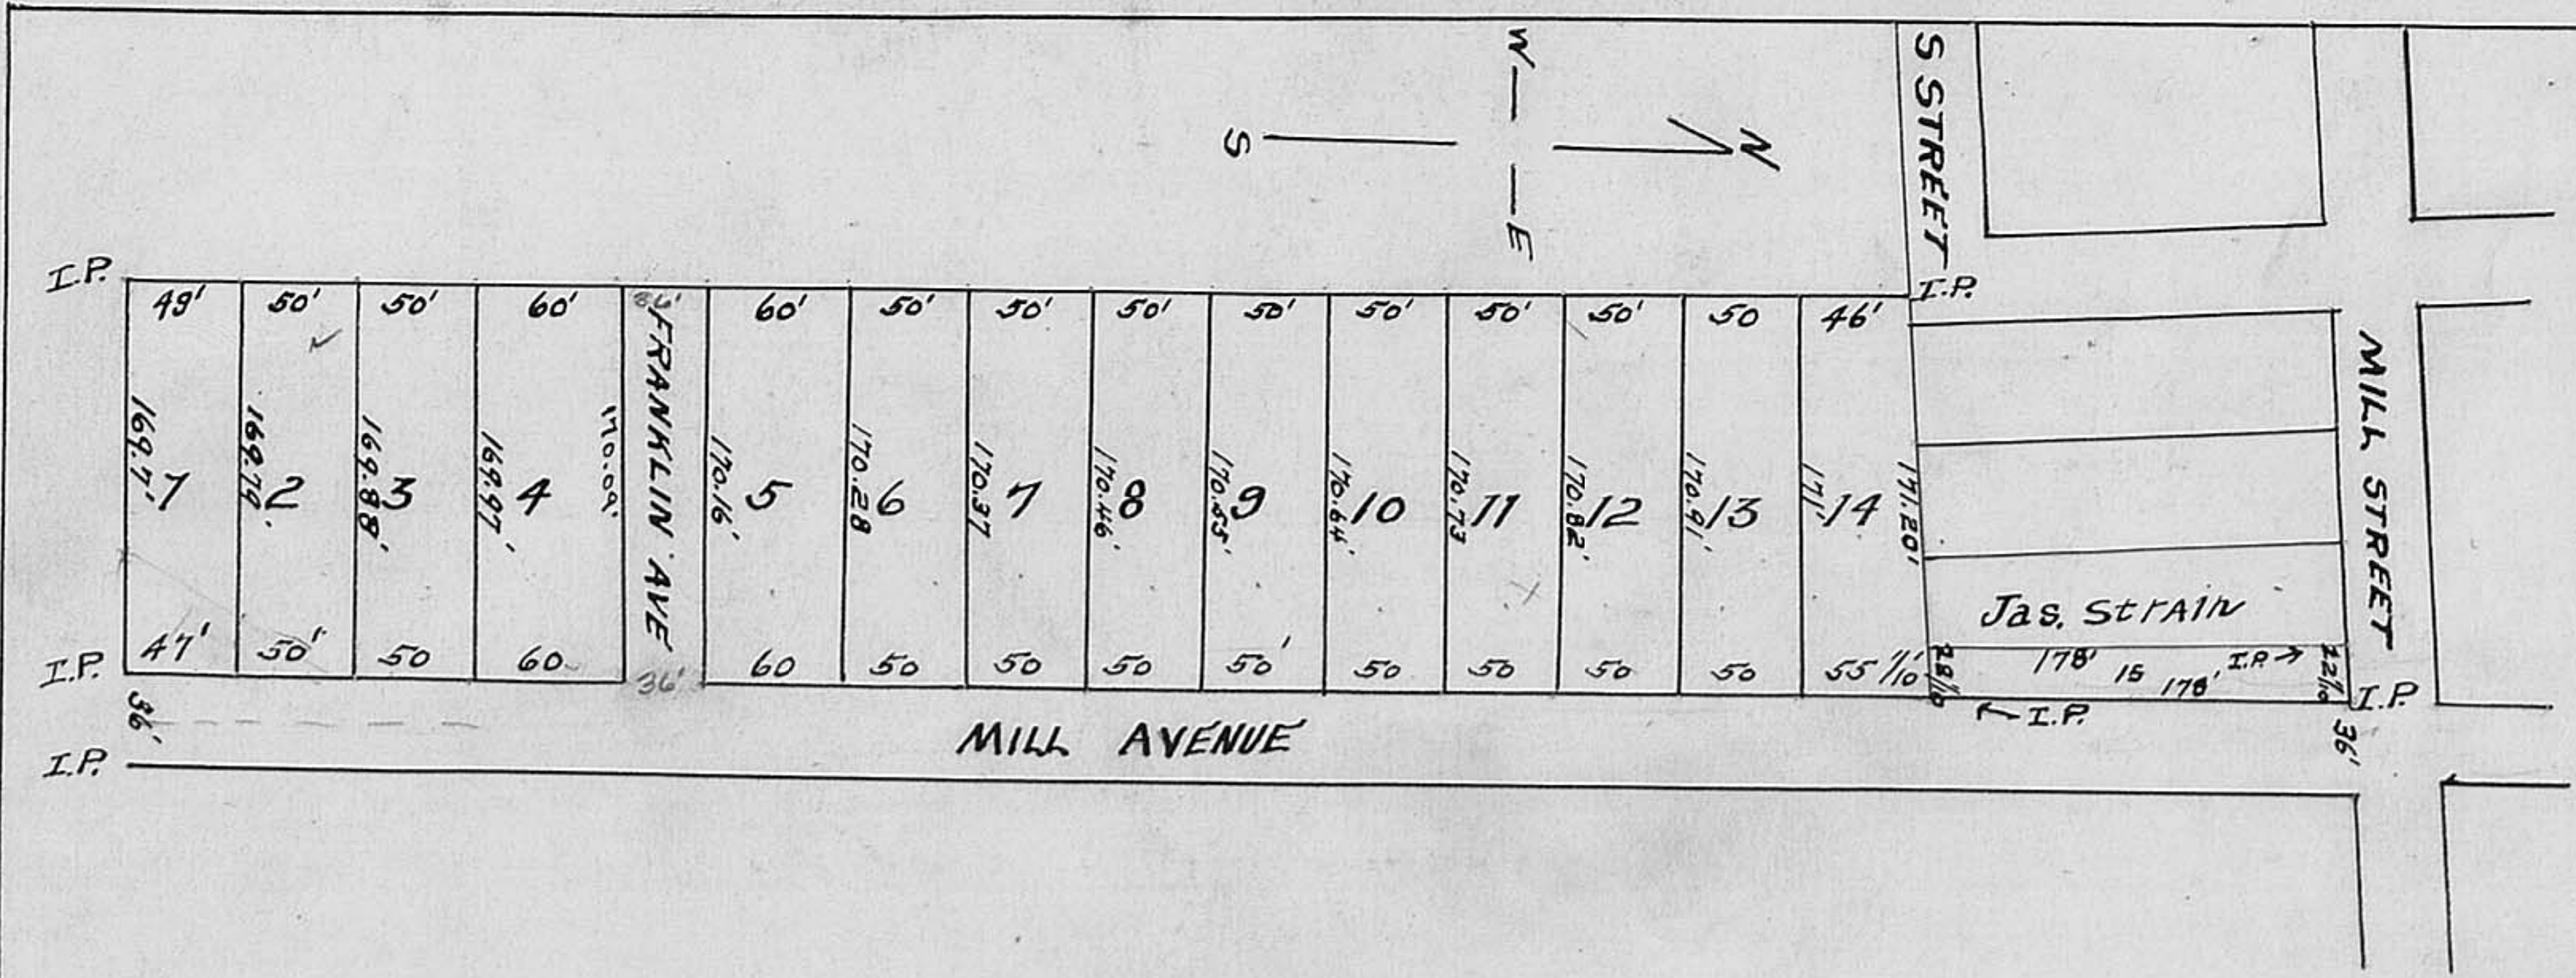 W
S
N
E
S STREET
I.P.
I.P.
49' 50' 50' 60' 36' 60' 50' 50' 50' 50' 50' 50' 50' 50 46'
FRANKLIN AVE
MILL STREET
169.7' 169.79' 169.88' 169.97' 170.09' 170.16' 170.28 170.37 170.46' 170.55' 170.64' 170.73 170.82' 170.91' 171' 171.20'
1 2 3 4 5 6 7 8 9 10 11 12 13 14
Jas. Strain
I.P. 47' 50' 50 60 36' 60 50 50 50 50' 50 50 50 50 55 1/10'
178' 15 178' I.P. → 22 1/10 I.P.
← I.P.
36' 36'
MILL AVENUE
I.P.